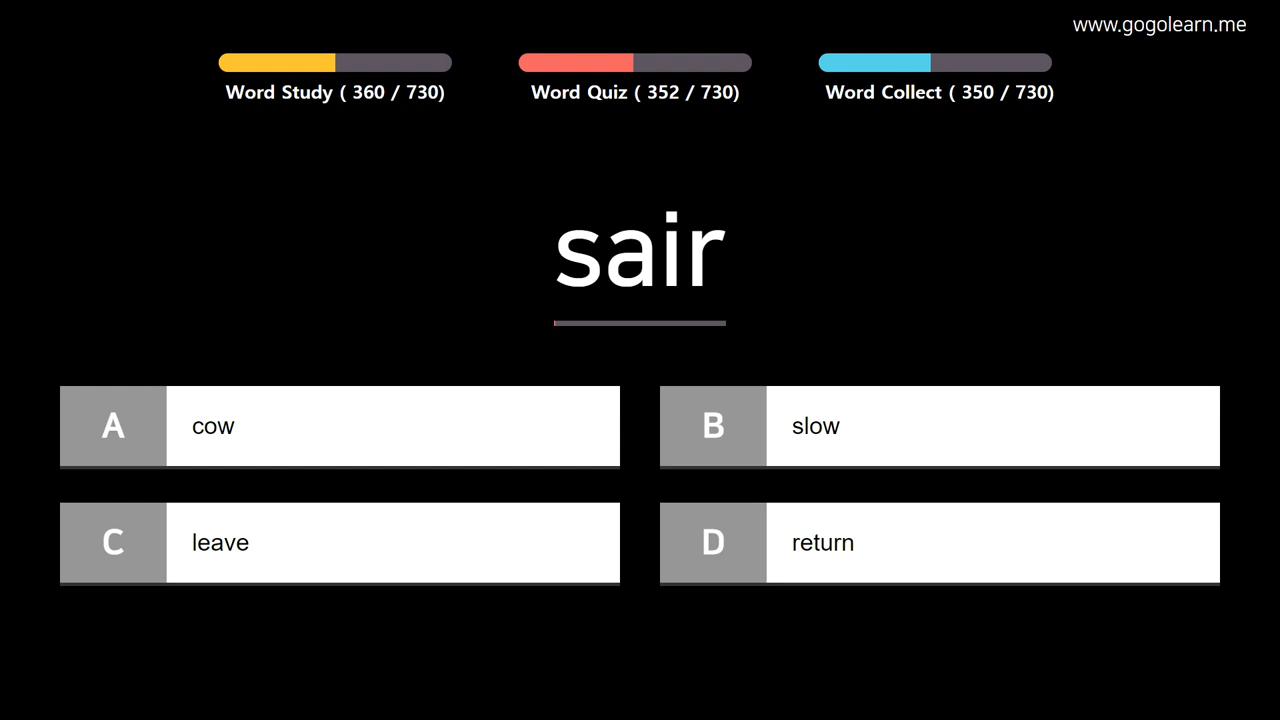 www.gogolearn.me
Word Study ( 360 / 730)
Word Quiz ( 352 / 730)
Word Collect ( 350 / 730)
sair
A cow
B slow
C leave
D return